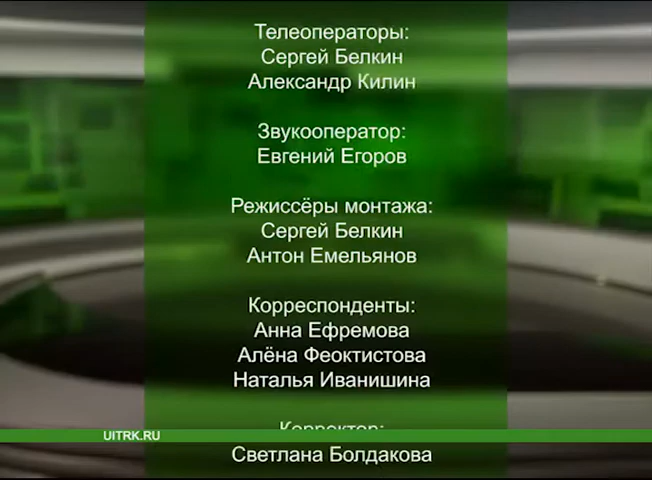 Телеоператоры:
Сергей Белкин
Александр Килин
Звукооператор:
Евгений Егоров
Режиссёры монтажа:
Сергей Белкин
Антон Емельянов
Корреспонденты:
Анна Ефремова
Алёна Феоктистова
Наталья Иванишина
Корректор:
UITRK.RU
Светлана Болдакова